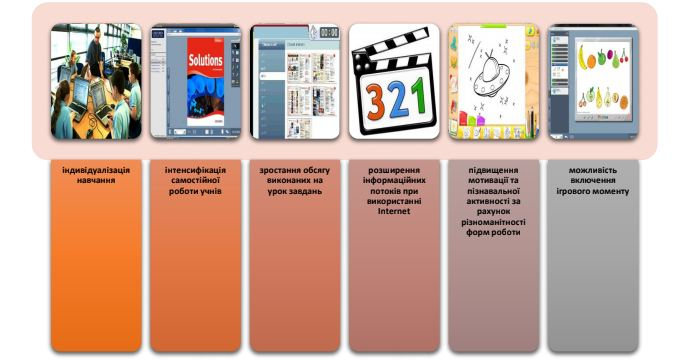 Solutions
00:00
321
індивідуалізація
навчання
інтенсифікація
самостійної
роботи учнів
зростання обсягу
виконаних на
урок завдань
розширення
інформаційних
потоків при
використанні
Internet
підвищення
мотивації та
пізнавальної
активності за
рахунок
різноманітності
форм роботи
можливість
включення
ігрового моменту